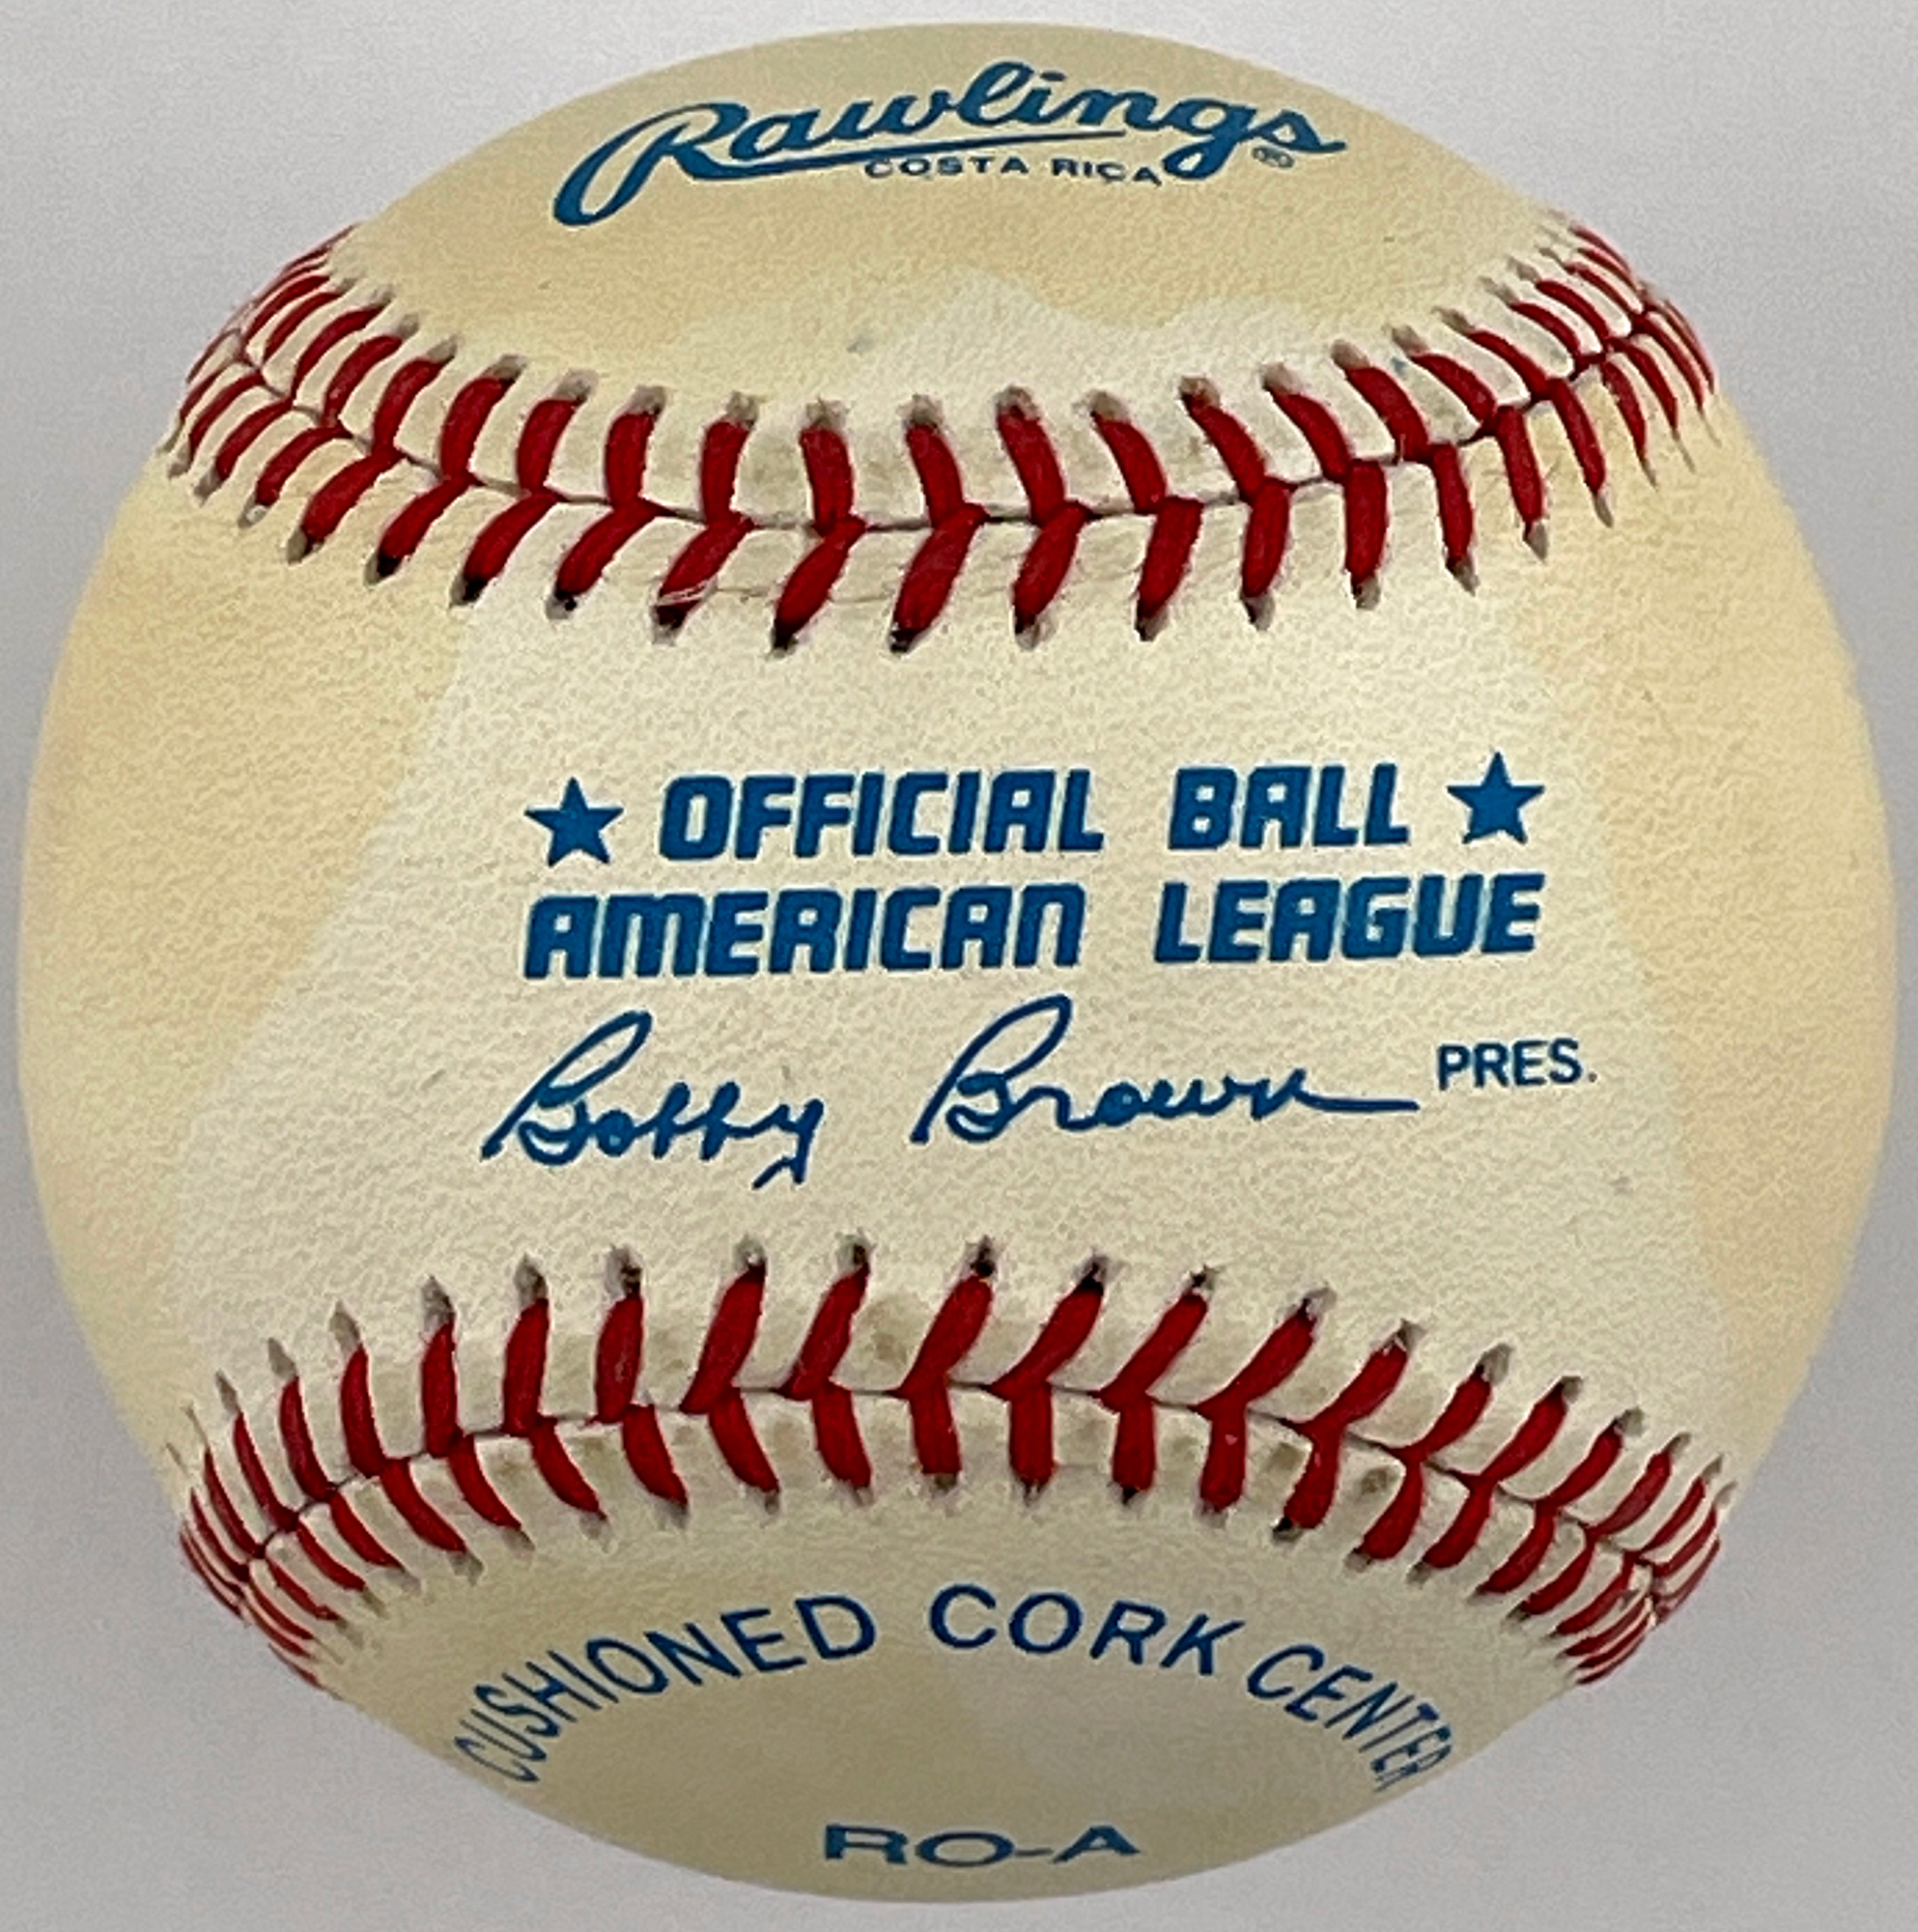 Rawlings®
COSTA RICA
★ OFFICIAL BALL ★
AMERICAN LEAGUE
Bobby Brown PRES.
CUSHIONED CORK CENTER
RO-A